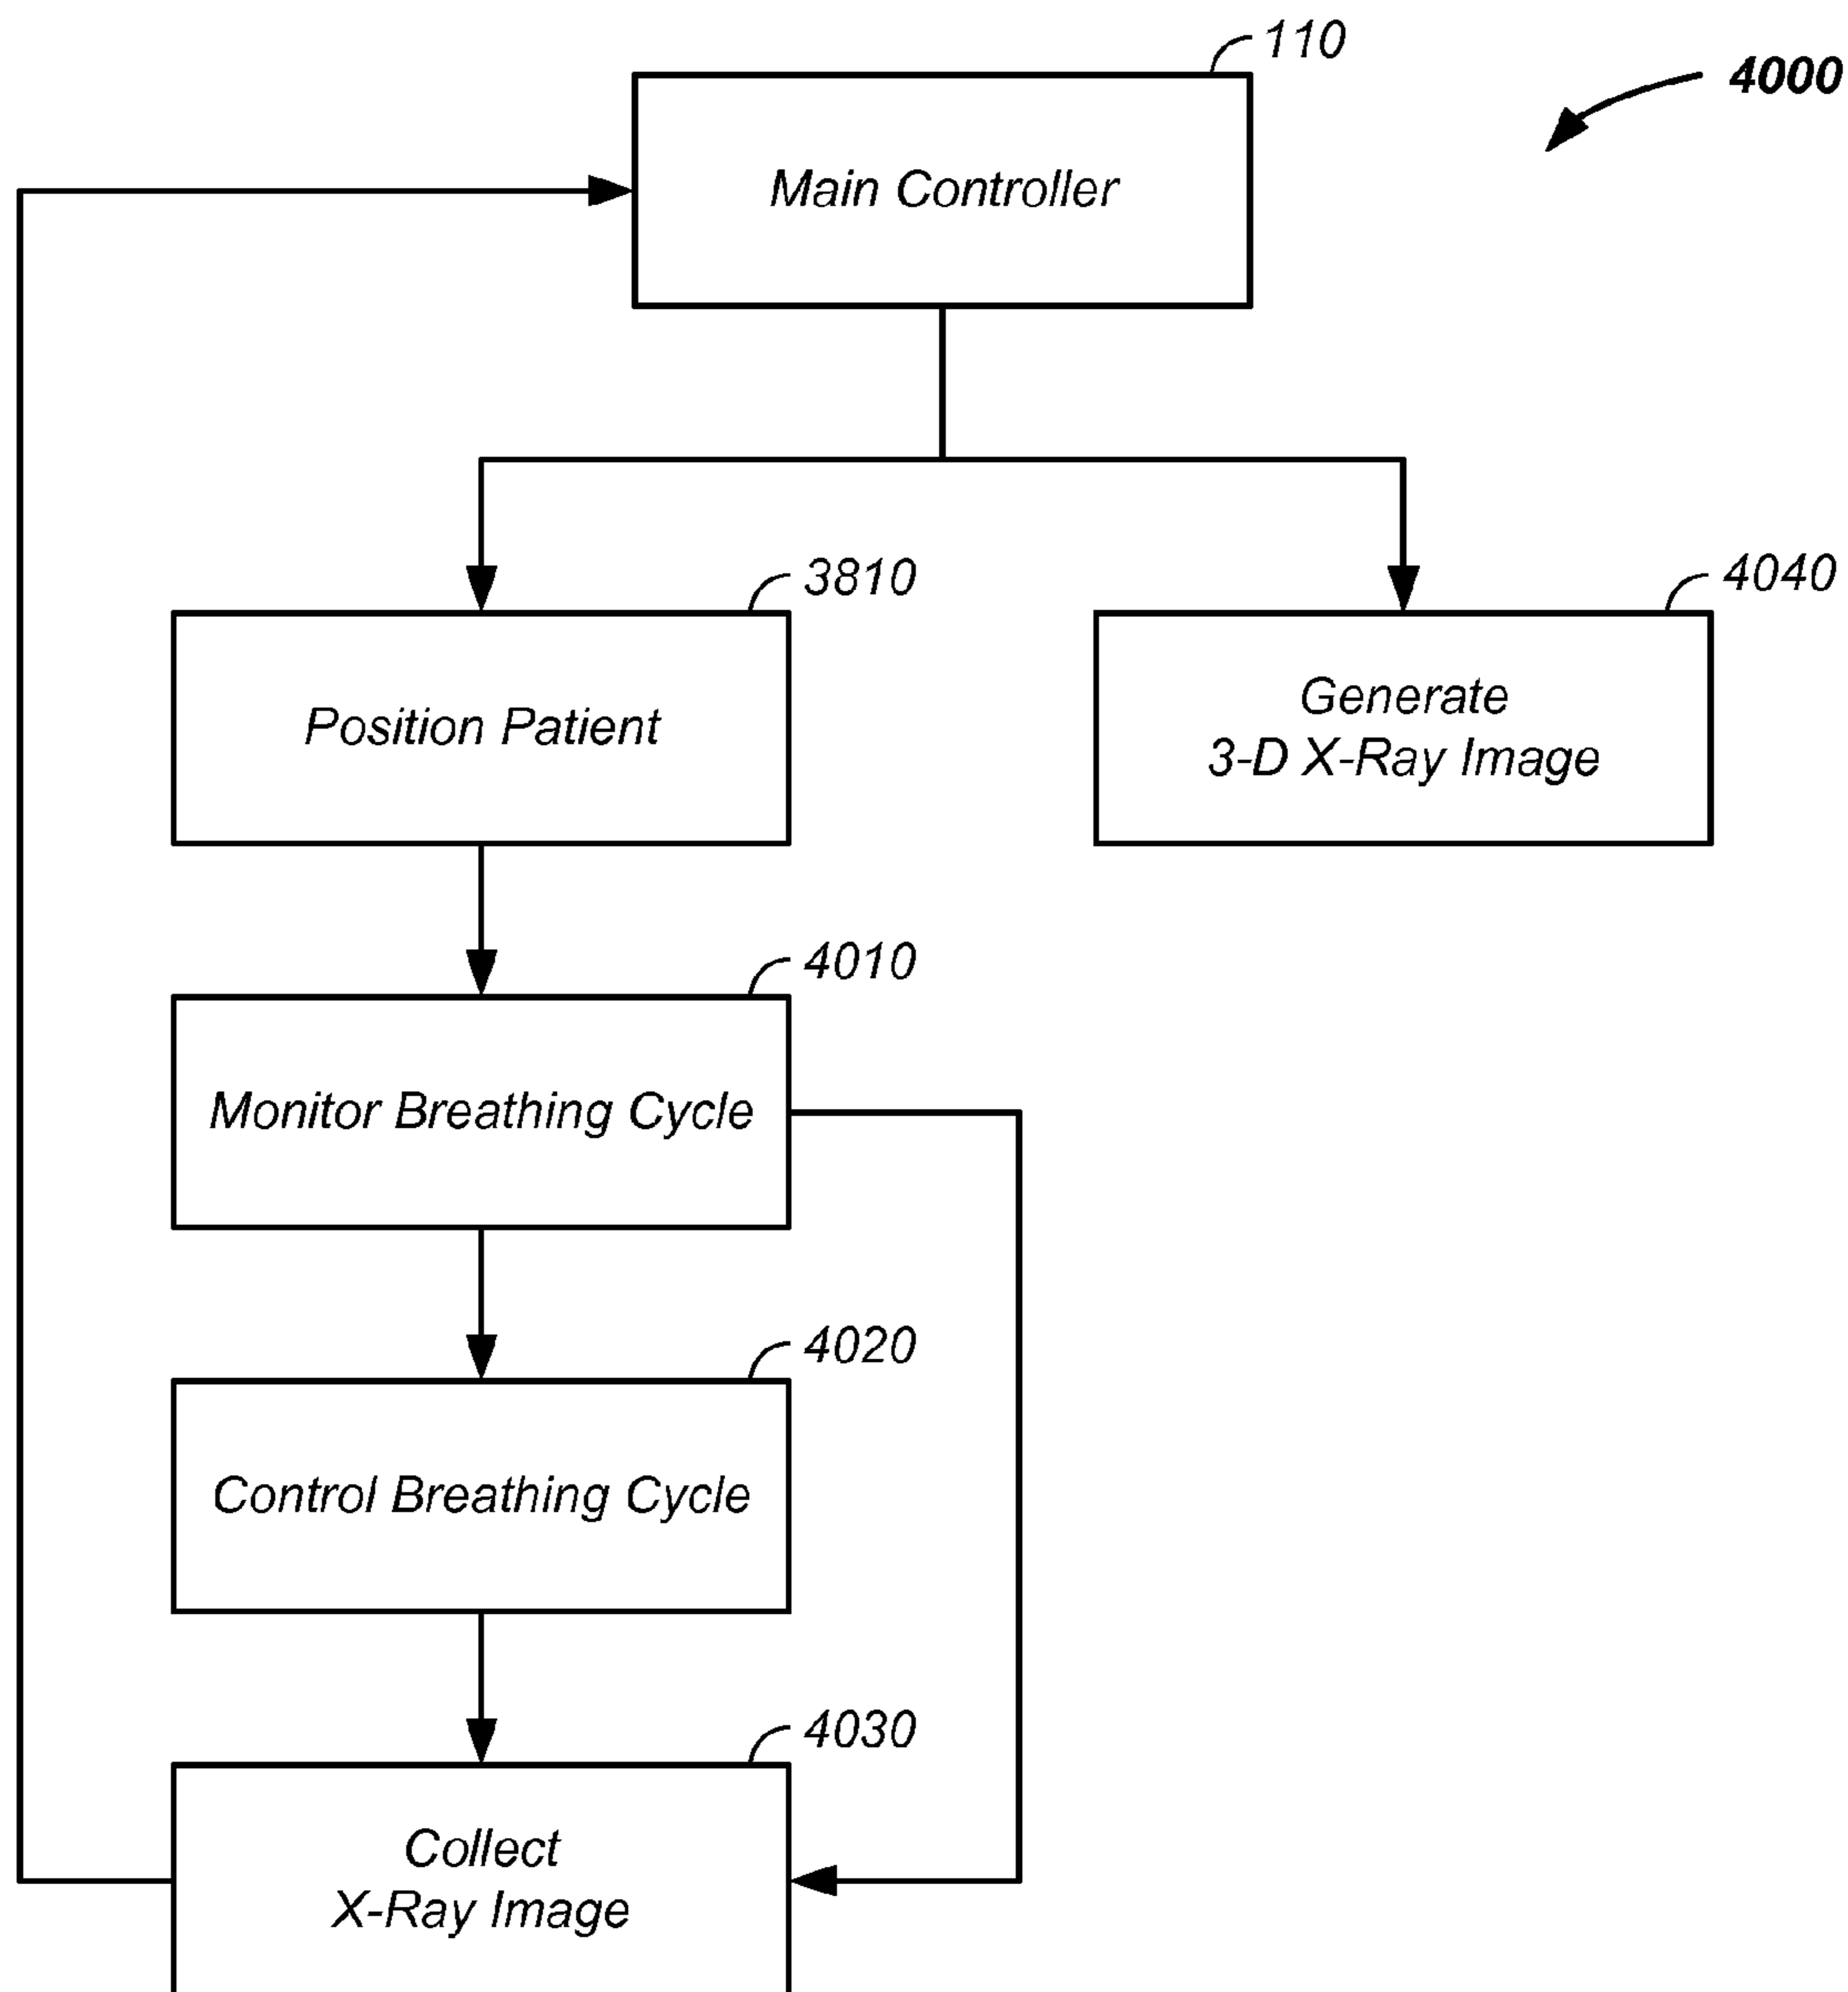 110
4000
Main Controller
3810
4040
Position Patient
Generate
3-D X-Ray Image
4010
Monitor Breathing Cycle
4020
Control Breathing Cycle
4030
Collect
X-Ray Image